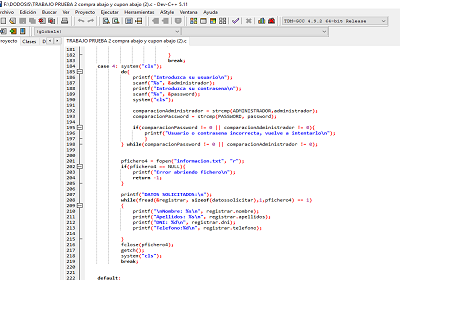 F:\DODOSIS\TRABAJO PRUEBA 2 compra abajo y cupon abajo (2).c - Dev-C++ 5.11
Archivo Edición Buscar Ver Proyecto Ejecutar Herramientas AStyle Ventana Ayuda
TDM-GCC 4.9.2 64-bit Release
(globals)
royecto Clases D
TRABAJO PRUEBA 2 compra abajo y cupon abajo (2).c
181
182 }
183 break;
184 case 4: system("cls");
185 do{
186 printf("Introduzca su usuario\n");
187 scanf("%s", &administrador);
188 printf("Introduzca su contrasena\n");
189 scanf("%s", &password);
190 system("cls");
191
192 comparacionAdministrador = strcmp(ADMINISTRADOR,administrador);
193 comparacionPassword = strcmp(PASSWORD, password);
194
195 if(comparacionPassword != 0 || comparacionAdministrador != 0){
196 printf("Usuario o contrasena incorrecta, vuelve a intentarlo\n");
197 }
198 } while(comparacionPassword != 0 || comparacionAdministrador != 0);
199
200
201 pfichero4 = fopen("informacion.txt", "r");
202 if(pfichero4 == NULL){
203 printf("Error abriendo fichero\n");
204 return -1;
205 }
206
207 printf("DATOS SOLICITADOS:\n");
208 while(fread(&registrar, sizeof(datossolicitar),1,pfichero4) == 1)
209 {
210 printf("\nNombre: %s\n", registrar.nombre);
211 printf("Apellidos: %s\n", registrar.apellidos);
212 printf("DNI: %d\n", registrar.dni);
213 printf("Telefono:%d\n", registrar.telefono);
214
215 }
216 fclose(pfichero4);
217 getch();
218 system("cls");
219 break;
220
221
222 default: